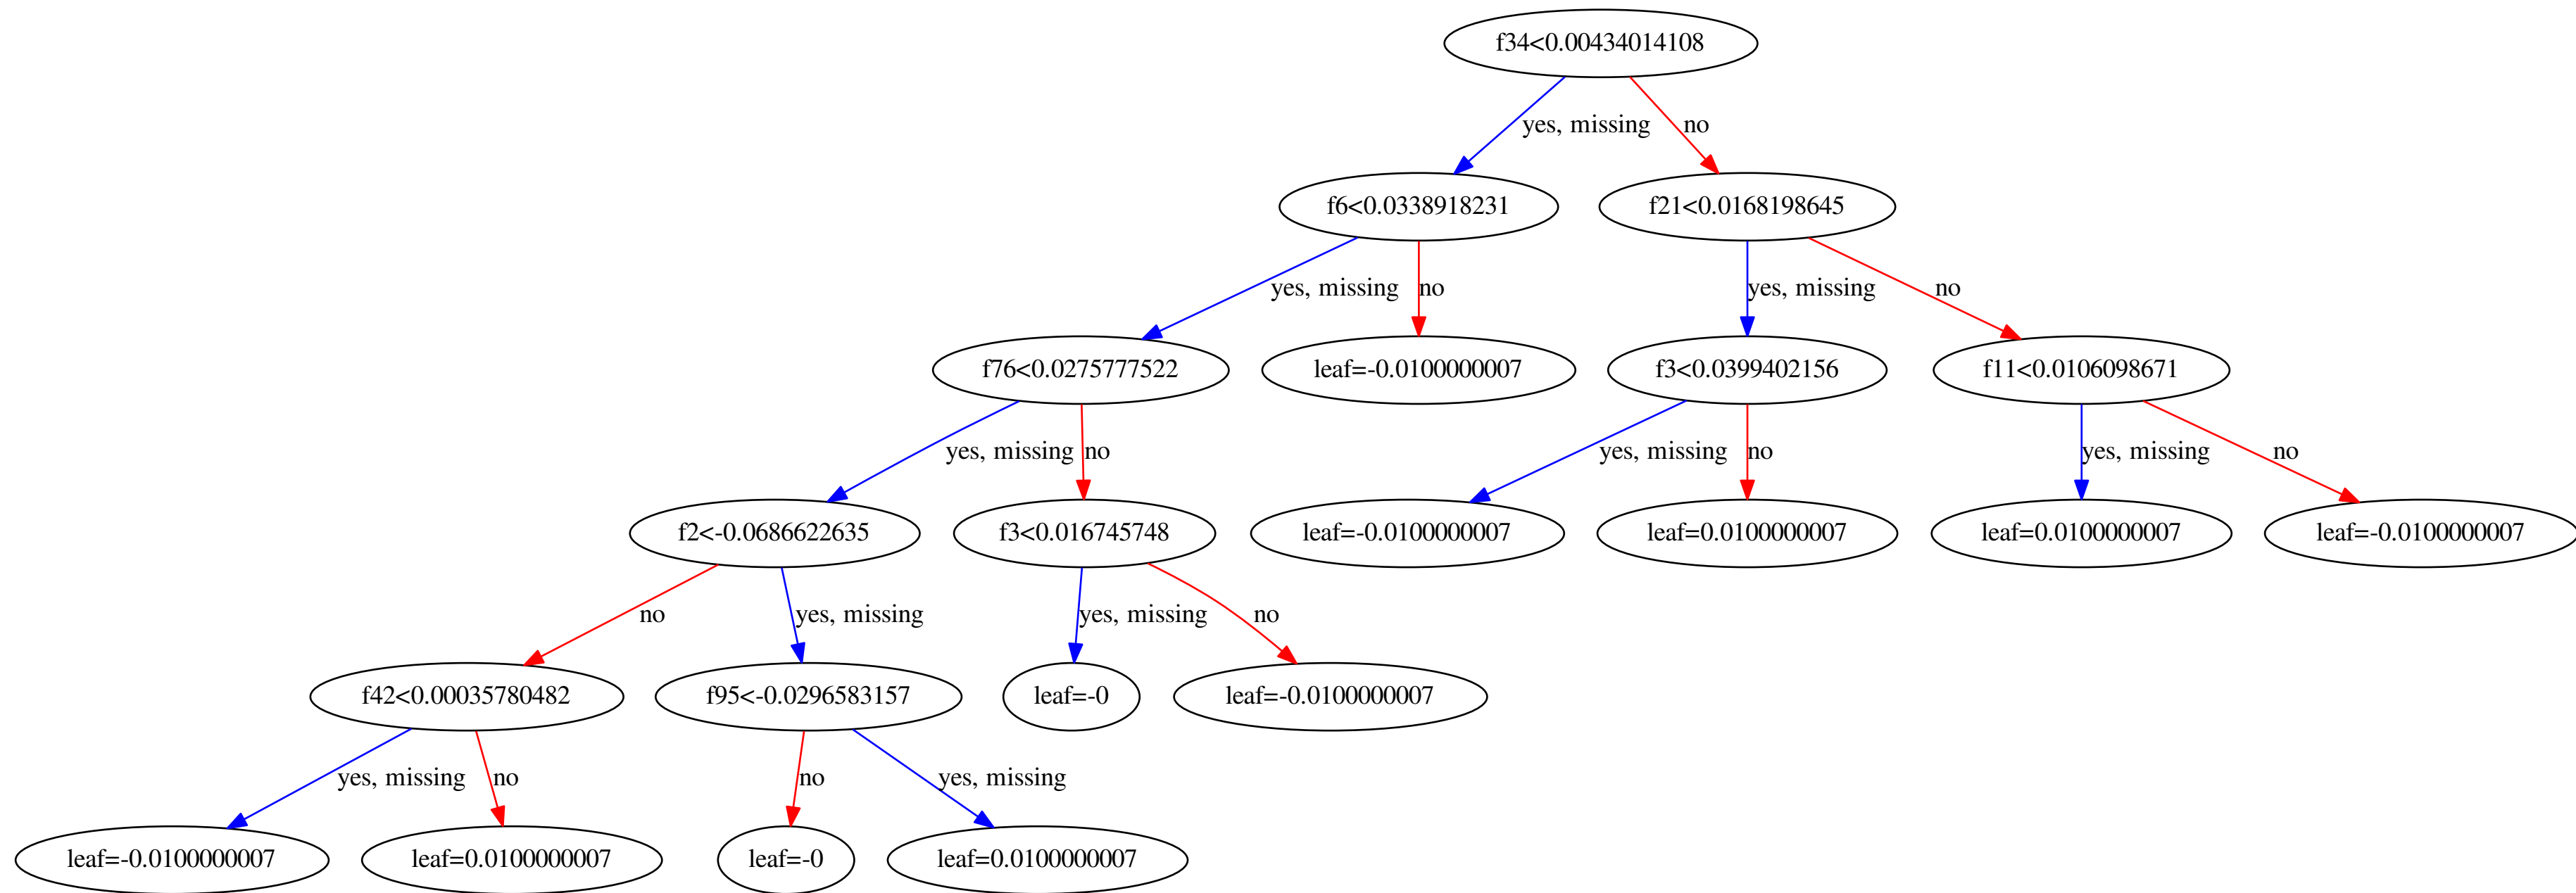 f34<0.00434014108
yes, missing
no
f6<0.0338918231
f21<0.0168198645
yes, missing
no
yes, missing
no
f76<0.0275777522
leaf=-0.0100000007
f3<0.0399402156
f11<0.0106098671
yes, missing
no
yes, missing
no
yes, missing
no
f2<-0.0686622635
f3<0.016745748
leaf=-0.0100000007
leaf=0.0100000007
leaf=0.0100000007
leaf=-0.0100000007
no
yes, missing
yes, missing
no
f42<0.00035780482
f95<-0.0296583157
leaf=-0
leaf=-0.0100000007
yes, missing
no
no
yes, missing
leaf=-0.0100000007
leaf=0.0100000007
leaf=-0
leaf=0.0100000007